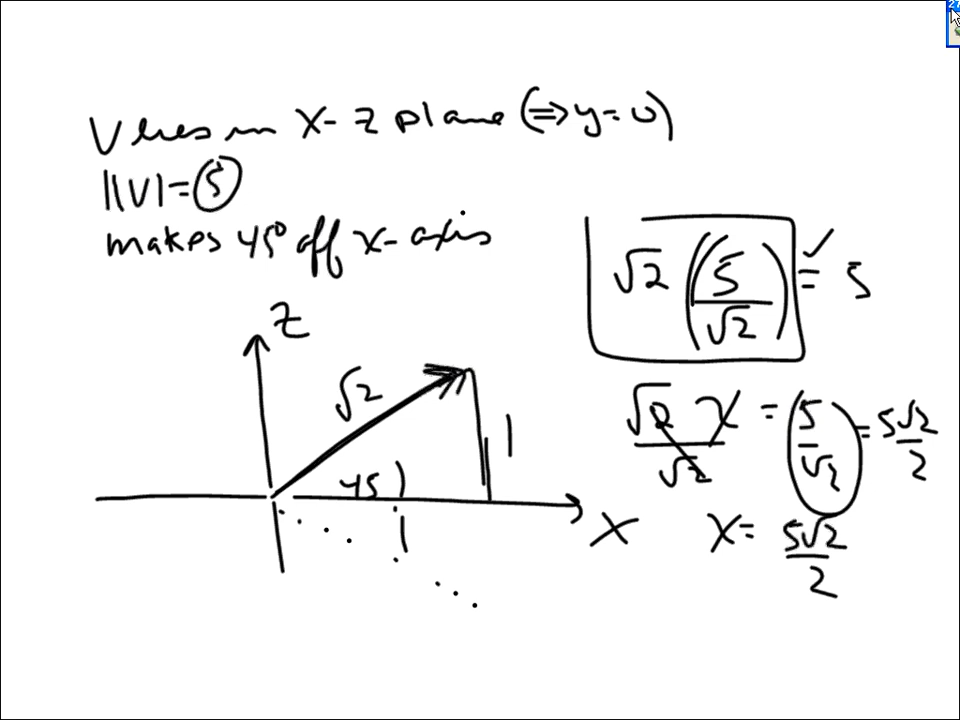 V lies in X-Z plane (⇒y=0)
||V|=5
makes 45° off x-axis
√2 (5/√2) = 5
Z
√2
√2 x / √2 = 5/√2 = 5√2/2
1
45
1
X
x = 5√2/2